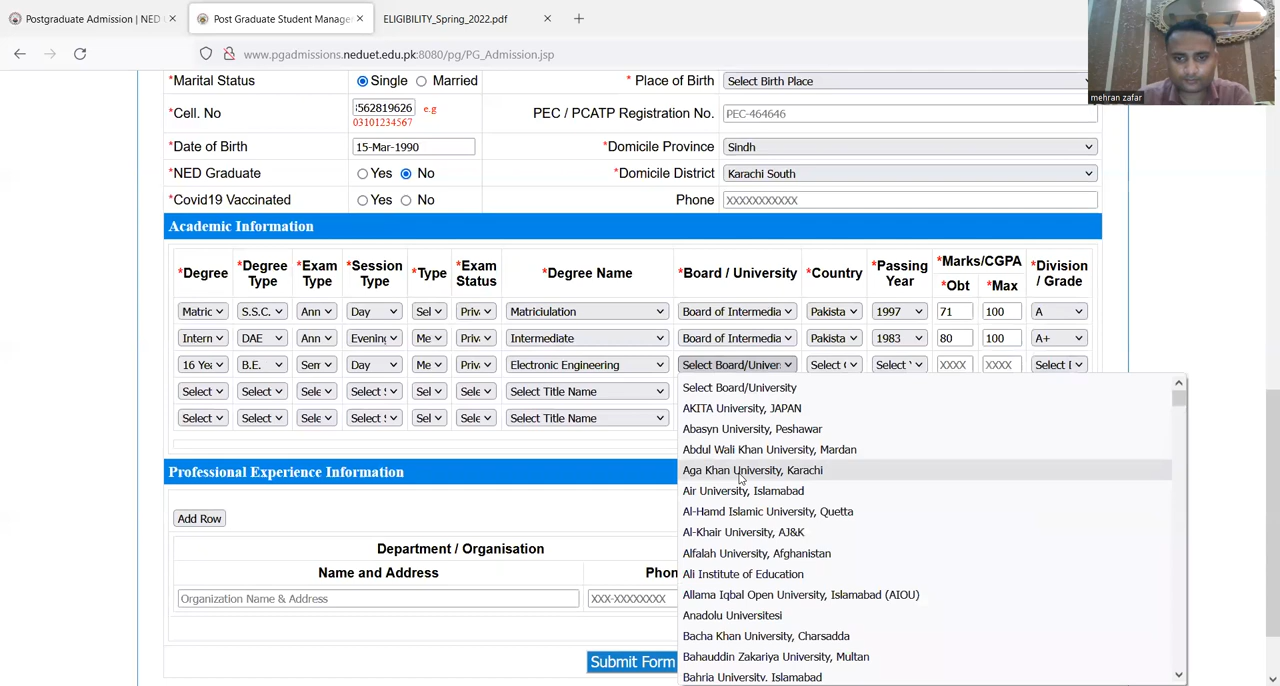 Postgraduate Admission | NED
Post Graduate Student Manage
ELIGIBILITY_Spring_2022.pdf
www.pgadmissions.neduet.edu.pk:8080/pg/PG_Admission.jsp
mehran zafar
*Marital Status Single Married * Place of Birth Select Birth Place
*Cell. No 562819626 e.g 03101234567 PEC / PCATP Registration No. PEC-464646
*Date of Birth 15-Mar-1990 *Domicile Province Sindh
*NED Graduate Yes No *Domicile District Karachi South
*Covid19 Vaccinated Yes No Phone XXXXXXXXXXX
Academic Information
*Degree *Degree Type *Exam Type *Session Type *Type *Exam Status *Degree Name *Board / University *Country *Passing Year *Marks/CGPA *Obt *Max *Division / Grade
Matric S.S.C. Ann Day Sel Priv Matriciulation Board of Intermedia Pakista 1997 71 100 A
Intern DAE Ann Evening Me Priv Intermediate Board of Intermedia Pakista 1983 80 100 A+
16 Yea B.E. Sem Day Me Priv Electronic Engineering Select Board/Univer Select C Select Y XXXX XXXX Select D
Select Select Sele Select S Sel Sele Select Title Name
Select Select Sele Select S Sel Sele Select Title Name
Select Board/University
AKITA University, JAPAN
Abasyn University, Peshawar
Abdul Wali Khan University, Mardan
Aga Khan University, Karachi
Air University, Islamabad
Al-Hamd Islamic University, Quetta
Al-Khair University, AJ&K
Alfalah University, Afghanistan
Ali Institute of Education
Allama Iqbal Open University, Islamabad (AIOU)
Anadolu Universitesi
Bacha Khan University, Charsadda
Bahauddin Zakariya University, Multan
Bahria University, Islamabad
Professional Experience Information
Add Row
Department / Organisation
Name and Address Phon
Organization Name & Address XXX-XXXXXXXX
Submit Form